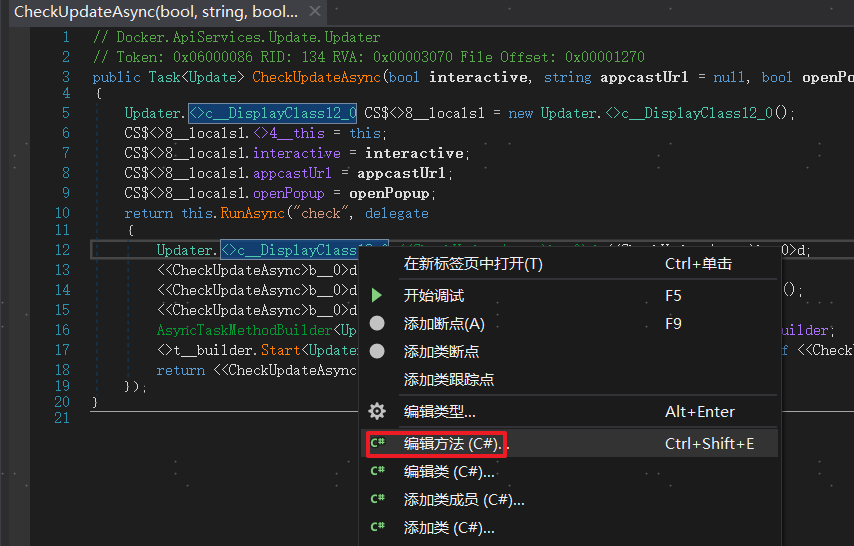 CheckUpdateAsync(bool, string, bool...
1 // Docker.ApiServices.Update.Updater
2 // Token: 0x06000086 RID: 134 RVA: 0x00003070 File Offset: 0x00001270
3 public Task<Update> CheckUpdateAsync(bool interactive, string appcastUrl = null, bool openPo
4 {
5 Updater.<>c__DisplayClass12_0 CS$<>8__locals1 = new Updater.<>c__DisplayClass12_0();
6 CS$<>8__locals1.<>4__this = this;
7 CS$<>8__locals1.interactive = interactive;
8 CS$<>8__locals1.appcastUrl = appcastUrl;
9 CS$<>8__locals1.openPopup = openPopup;
10 return this.RunAsync("check", delegate
11 {
12 Updater.<>c__DisplayClass12_0 0>d;
13 <<CheckUpdateAsync>b__0>d
14 <<CheckUpdateAsync>b__0>d ();
15 <<CheckUpdateAsync>b__0>d
16 AsyncTaskMethodBuilder<Up uilder;
17 <>t__builder.Start<Update f <<Check
18 return <<CheckUpdateAsync
19 });
20 }
21
在新标签页中打开(T) Ctrl+单击
开始调试 F5
添加断点(A) F9
添加类断点
添加类跟踪点
编辑类型... Alt+Enter
C# 编辑方法 (C#)... Ctrl+Shift+E
C# 编辑类 (C#)...
C# 添加类成员 (C#)...
C# 添加类 (C#)...